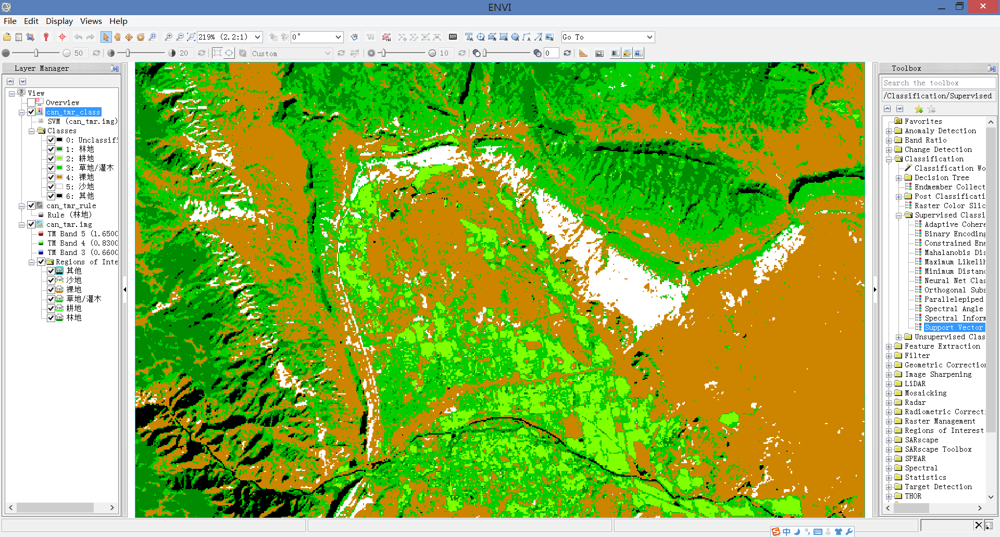 ENVI
File Edit Display Views Help
219% (2.2:1) 0° Go To
50 20 Custom 10 0
Layer Manager
View
Overview
can_tmr_class
SVM (can_tmr.img)
Classes
0: Unclassifi
1: 林地
2: 耕地
3: 草地/灌木
4: 裸地
5: 沙地
6: 其他
can_tmr_rule
Rule (林地)
can_tmr.img
TM Band 5 (1.6500
TM Band 4 (0.8300
TM Band 3 (0.6600
Regions of Inte
其他
沙地
裸地
草地/灌木
耕地
林地
Toolbox
Search the toolbox
/Classification/Supervised
Favorites
Anomaly Detection
Band Ratio
Change Detection
Classification
Classification Wo
Decision Tree
Endmember Collect
Post Classificati
Raster Color Slic
Supervised Classi
Adaptive Cohere
Binary Encoding
Constrained Ene
Mahalanobis Dis
Maximum Likelih
Minimum Distanc
Neural Net Clas
Orthogonal Subs
Parallelepiped
Spectral Angle
Spectral Inform
Support Vector
Unsupervised Clas
Feature Extraction
Filter
Geometric Correctio
Image Sharpening
LiDAR
Mosaicking
Radar
Radiometric Correcti
Raster Management
Regions of Interest
SARscape
SARscape Toolbox
SPEAR
Spectral
Statistics
Target Detection
THOR
中